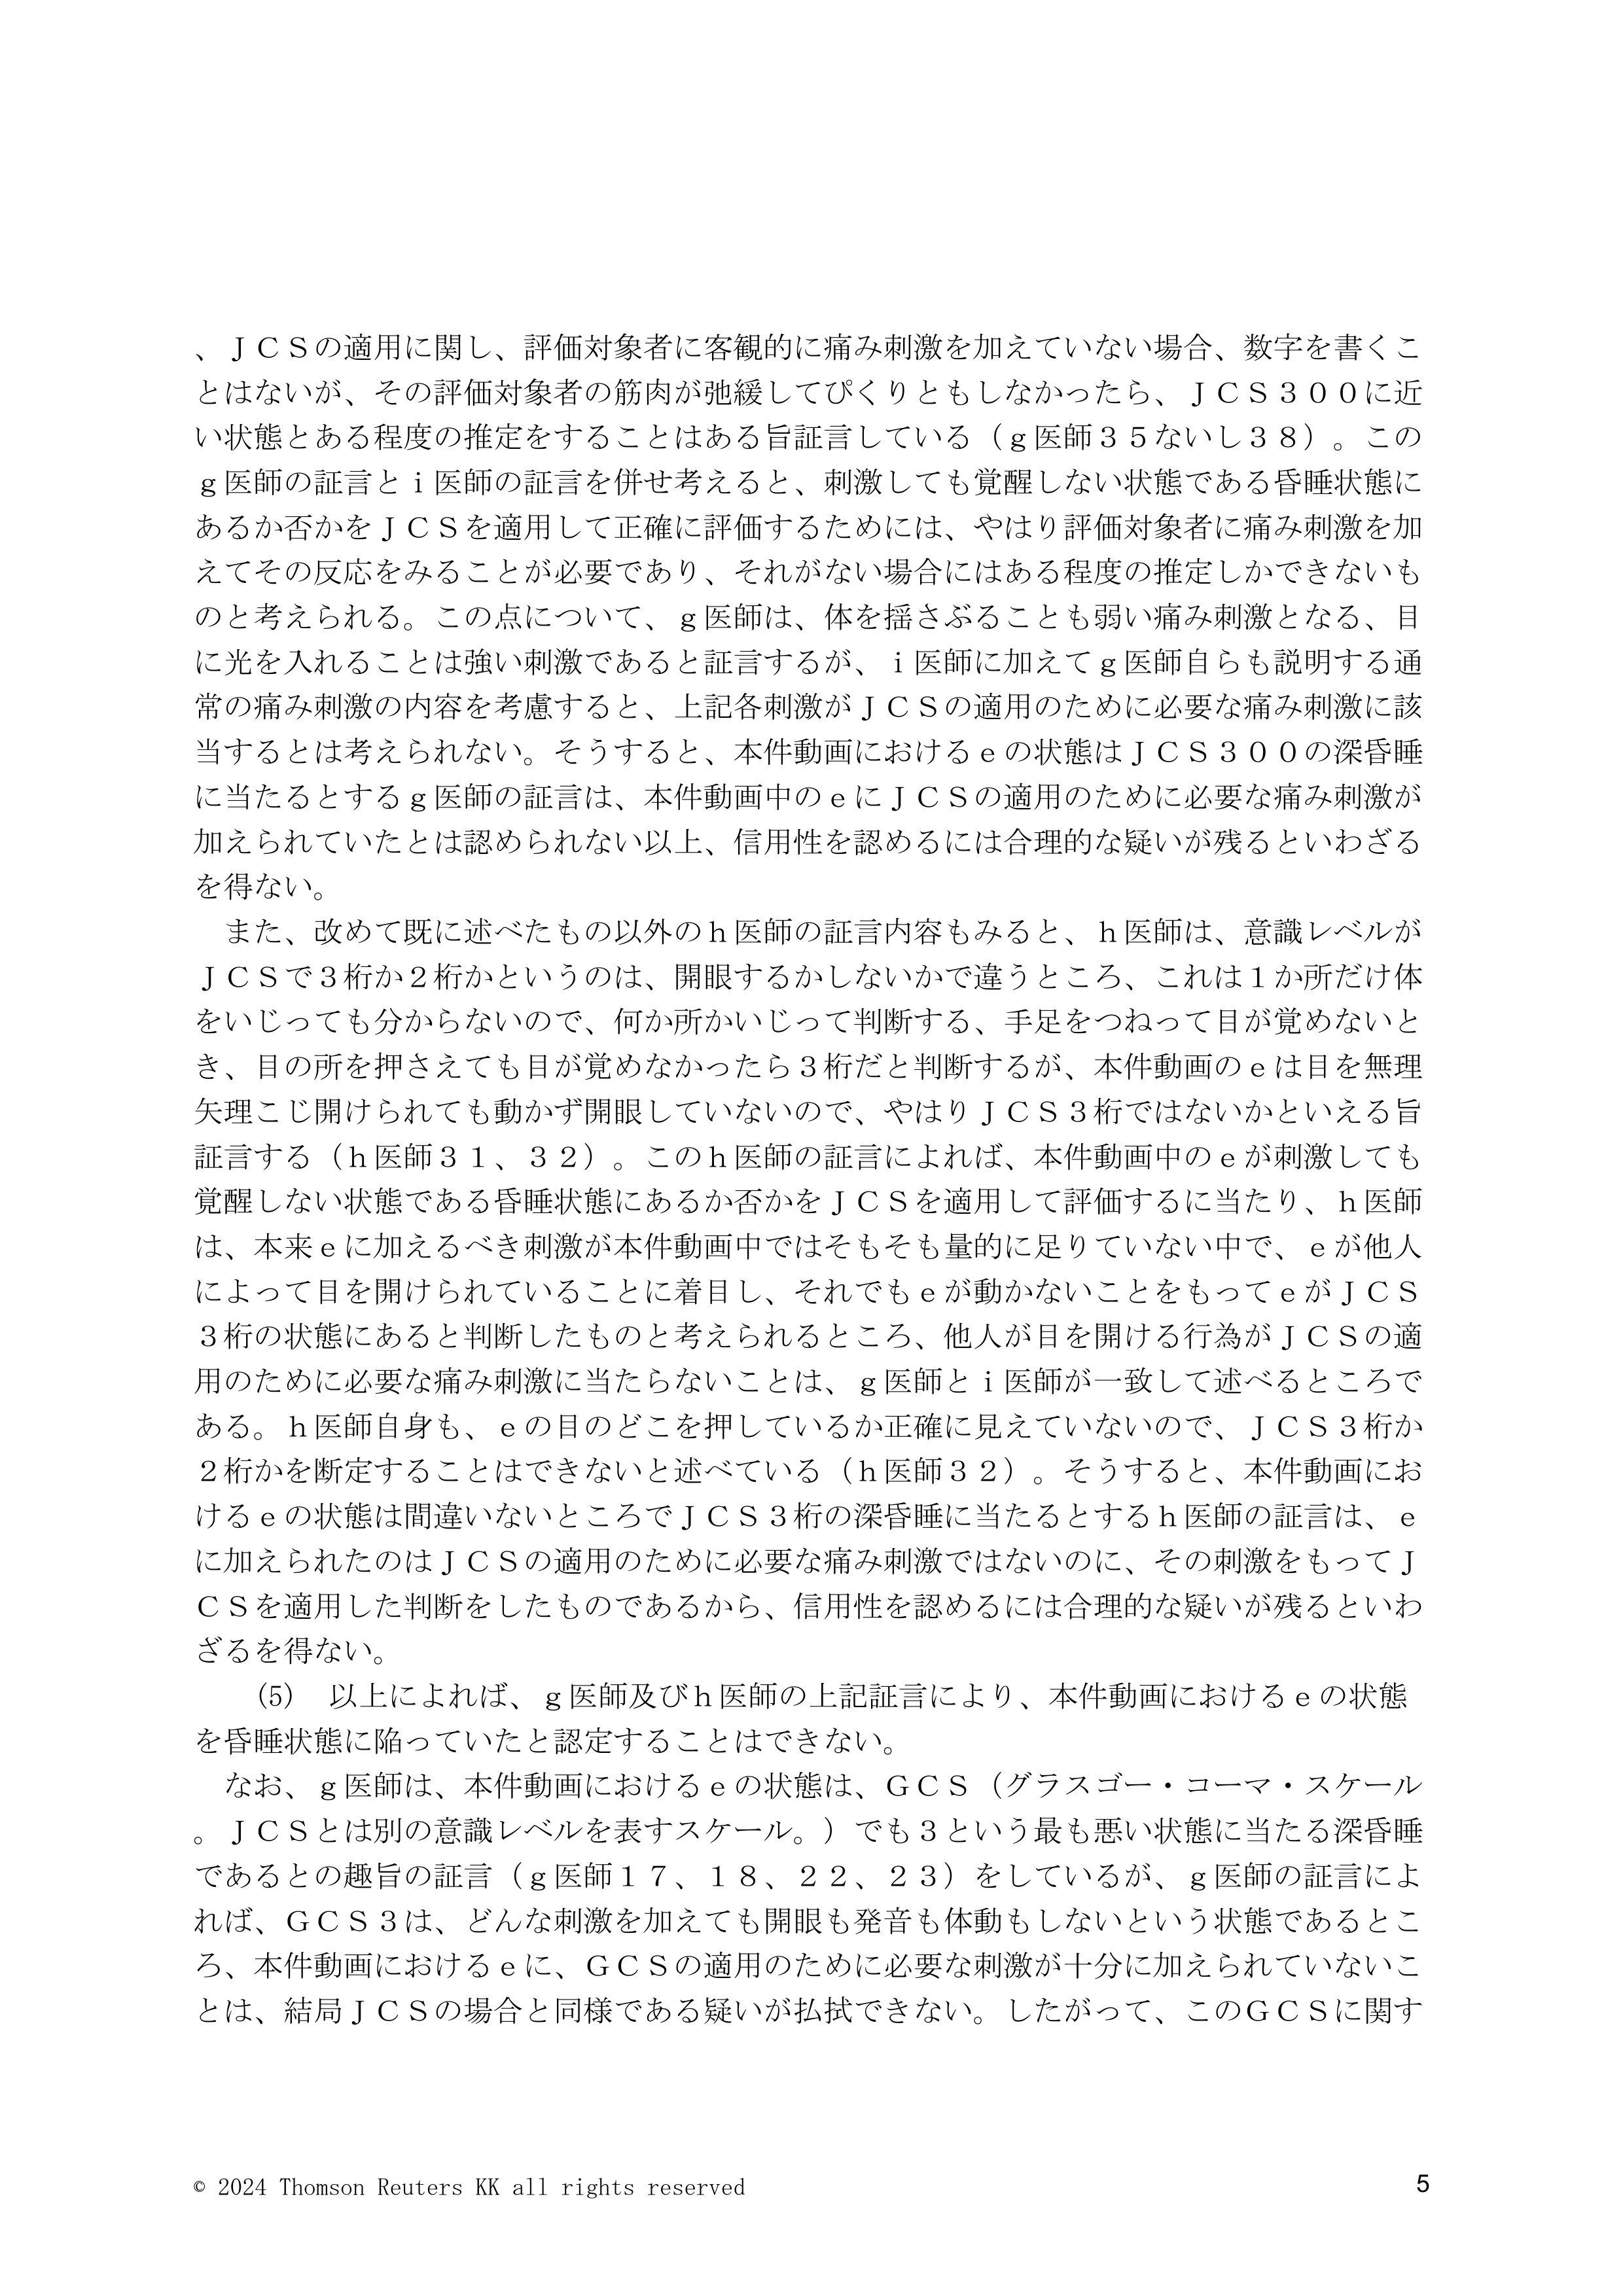 、ＪＣＳの適用に関し、評価対象者に客観的に痛み刺激を加えていない場合、数字を書くこ
とはないが、その評価対象者の筋肉が弛緩してぴくりともしなかったら、ＪＣＳ３００に近
い状態とある程度の推定をすることはある旨証言している（ｇ医師３５ないし３８）。この
ｇ医師の証言とｉ医師の証言を併せ考えると、刺激しても覚醒しない状態である昏睡状態に
あるか否かをＪＣＳを適用して正確に評価するためには、やはり評価対象者に痛み刺激を加
えてその反応をみることが必要であり、それがない場合にはある程度の推定しかできないも
のと考えられる。この点について、ｇ医師は、体を揺さぶることも弱い痛み刺激となる、目
に光を入れることは強い刺激であると証言するが、ｉ医師に加えてｇ医師自らも説明する通
常の痛み刺激の内容を考慮すると、上記各刺激がＪＣＳの適用のために必要な痛み刺激に該
当するとは考えられない。そうすると、本件動画におけるｅの状態はＪＣＳ３００の深昏睡
に当たるとするｇ医師の証言は、本件動画中のｅにＪＣＳの適用のために必要な痛み刺激が
加えられていたとは認められない以上、信用性を認めるには合理的な疑いが残るといわざる
を得ない。
　また、改めて既に述べたもの以外のｈ医師の証言内容もみると、ｈ医師は、意識レベルが
ＪＣＳで３桁か２桁かというのは、開眼するかしないかで違うところ、これは１か所だけ体
をいじっても分からないので、何か所かいじって判断する、手足をつねって目が覚めないと
き、目の所を押さえても目が覚めなかったら３桁だと判断するが、本件動画のｅは目を無理
矢理こじ開けられても動かず開眼していないので、やはりＪＣＳ３桁ではないかといえる旨
証言する（ｈ医師３１、３２）。このｈ医師の証言によれば、本件動画中のｅが刺激しても
覚醒しない状態である昏睡状態にあるか否かをＪＣＳを適用して評価するに当たり、ｈ医師
は、本来ｅに加えるべき刺激が本件動画中ではそもそも量的に足りていない中で、ｅが他人
によって目を開けられていることに着目し、それでもｅが動かないことをもってｅがＪＣＳ
３桁の状態にあると判断したものと考えられるところ、他人が目を開ける行為がＪＣＳの適
用のために必要な痛み刺激に当たらないことは、ｇ医師とｉ医師が一致して述べるところで
ある。ｈ医師自身も、ｅの目のどこを押しているか正確に見えていないので、ＪＣＳ３桁か
２桁かを断定することはできないと述べている（ｈ医師３２）。そうすると、本件動画にお
けるｅの状態は間違いないところでＪＣＳ３桁の深昏睡に当たるとするｈ医師の証言は、ｅ
に加えられたのはＪＣＳの適用のために必要な痛み刺激ではないのに、その刺激をもってＪ
ＣＳを適用した判断をしたものであるから、信用性を認めるには合理的な疑いが残るといわ
ざるを得ない。
　　(5)　以上によれば、ｇ医師及びｈ医師の上記証言により、本件動画におけるｅの状態
を昏睡状態に陥っていたと認定することはできない。
　なお、ｇ医師は、本件動画におけるｅの状態は、ＧＣＳ（グラスゴー・コーマ・スケール
。ＪＣＳとは別の意識レベルを表すスケール。）でも３という最も悪い状態に当たる深昏睡
であるとの趣旨の証言（ｇ医師１７、１８、２２、２３）をしているが、ｇ医師の証言によ
れば、ＧＣＳ３は、どんな刺激を加えても開眼も発音も体動もしないという状態であるとこ
ろ、本件動画におけるｅに、ＧＣＳの適用のために必要な刺激が十分に加えられていないこ
とは、結局ＪＣＳの場合と同様である疑いが払拭できない。したがって、このＧＣＳに関す
© 2024 Thomson Reuters KK all rights reserved
5